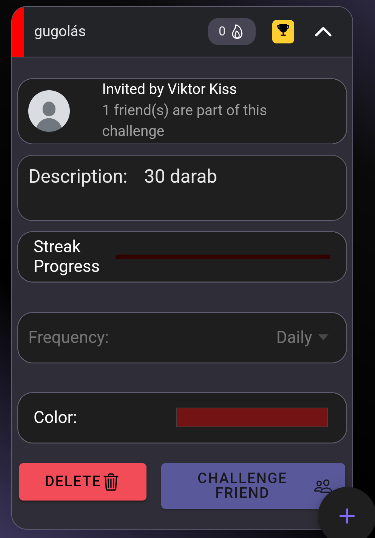 gugolás
0
Invited by Viktor Kiss
1 friend(s) are part of this
challenge
Description: 30 darab
Streak
Progress
Frequency: Daily
Color:
DELETE
CHALLENGE
FRIEND
+